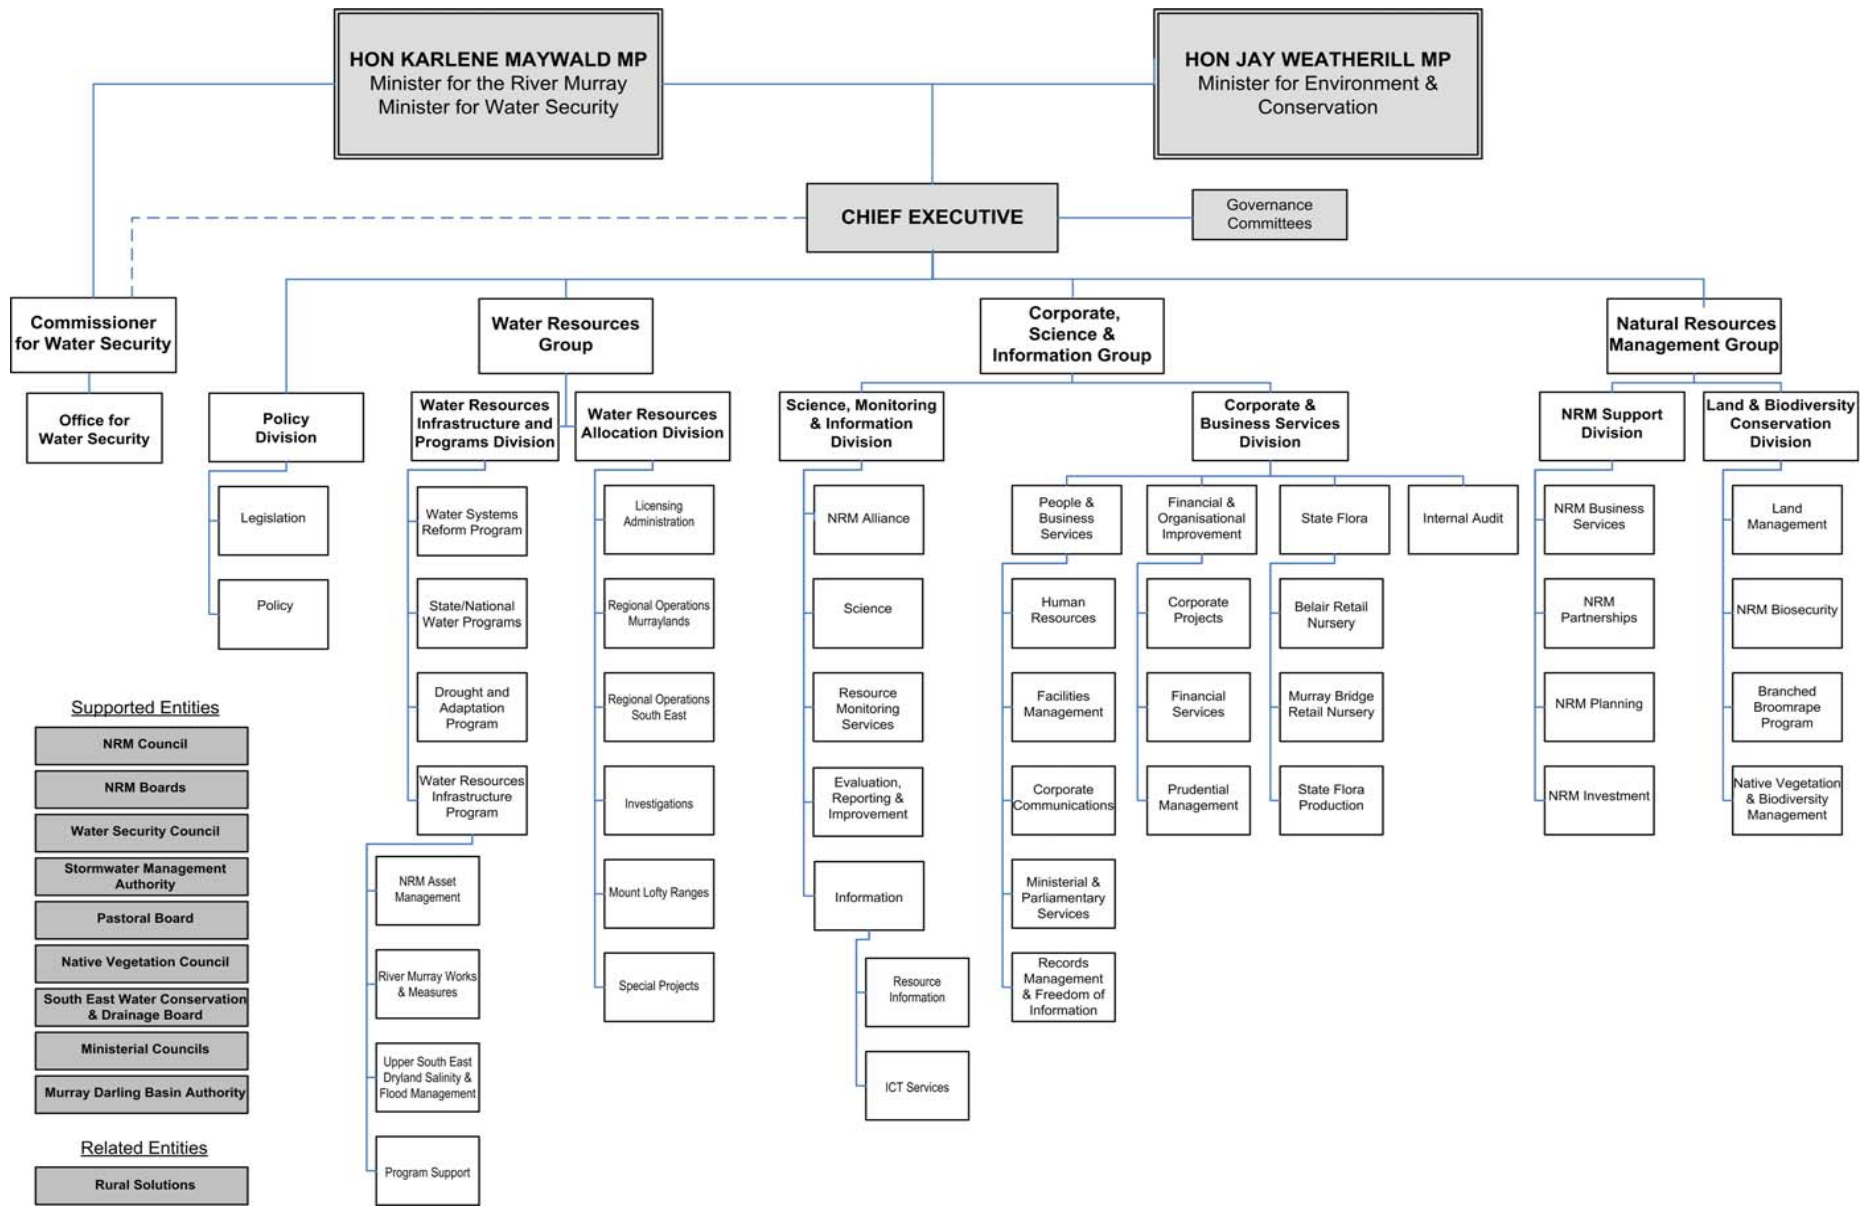 HON KARLENE MAYWALD MP
Minister for the River Murray
Minister for Water Security
HON JAY WEATHERILL MP
Minister for Environment &
Conservation
CHIEF EXECUTIVE
Governance
Committees
Commissioner
for Water Security
Office for
Water Security
Water Resources
Group
Corporate,
Science &
Information Group
Natural Resources
Management Group
Policy
Division
Legislation
Policy
Water Resources
Infrastructure and
Programs Division
Water Systems
Reform Program
State/National
Water Programs
Drought and
Adaptation
Program
Water Resources
Infrastructure
Program
NRM Asset
Management
River Murray Works
& Measures
Upper South East
Dryland Salinity &
Flood Management
Program Support
Water Resources
Allocation Division
Licensing
Administration
Regional Operations
Murraylands
Regional Operations
South East
Investigations
Mount Lofty Ranges
Special Projects
Science, Monitoring
& Information
Division
NRM Alliance
Science
Resource
Monitoring
Services
Evaluation,
Reporting &
Improvement
Information
Resource
Information
ICT Services
Corporate &
Business Services
Division
People &
Business
Services
Human
Resources
Facilities
Management
Corporate
Communications
Ministerial &
Parliamentary
Services
Records
Management
& Freedom of
Information
Financial &
Organisational
Improvement
Corporate
Projects
Financial
Services
Prudential
Management
State Flora
Belair Retail
Nursery
Murray Bridge
Retail Nursery
State Flora
Production
Internal Audit
NRM Support
Division
NRM Business
Services
NRM
Partnerships
NRM Planning
NRM Investment
Land & Biodiversity
Conservation
Division
Land
Management
NRM Biosecurity
Branched
Broomrape
Program
Native Vegetation
& Biodiversity
Management
Supported Entities
NRM Council
NRM Boards
Water Security Council
Stormwater Management
Authority
Pastoral Board
Native Vegetation Council
South East Water Conservation
& Drainage Board
Ministerial Councils
Murray Darling Basin Authority
Related Entities
Rural Solutions